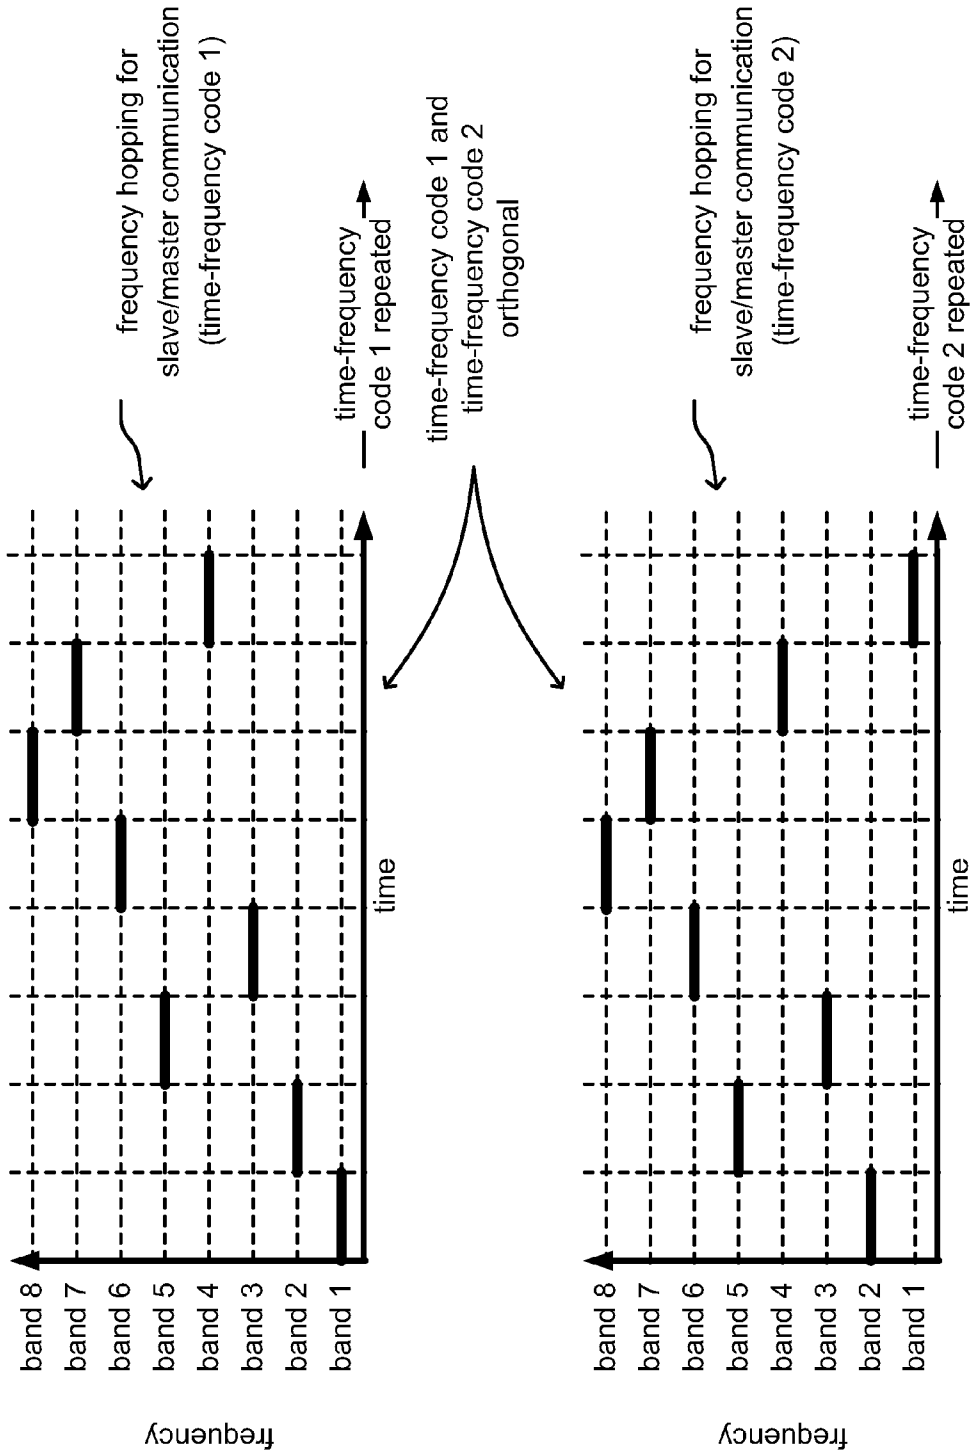 frequency
band 8
band 7
band 6
band 5
band 4
band 3
band 2
band 1
time
frequency hopping for
slave/master communication
(time-frequency code 1)
time-frequency
code 1 repeated
time-frequency code 1 and
time-frequency code 2
orthogonal
frequency
band 8
band 7
band 6
band 5
band 4
band 3
band 2
band 1
time
frequency hopping for
slave/master communication
(time-frequency code 2)
time-frequency
code 2 repeated